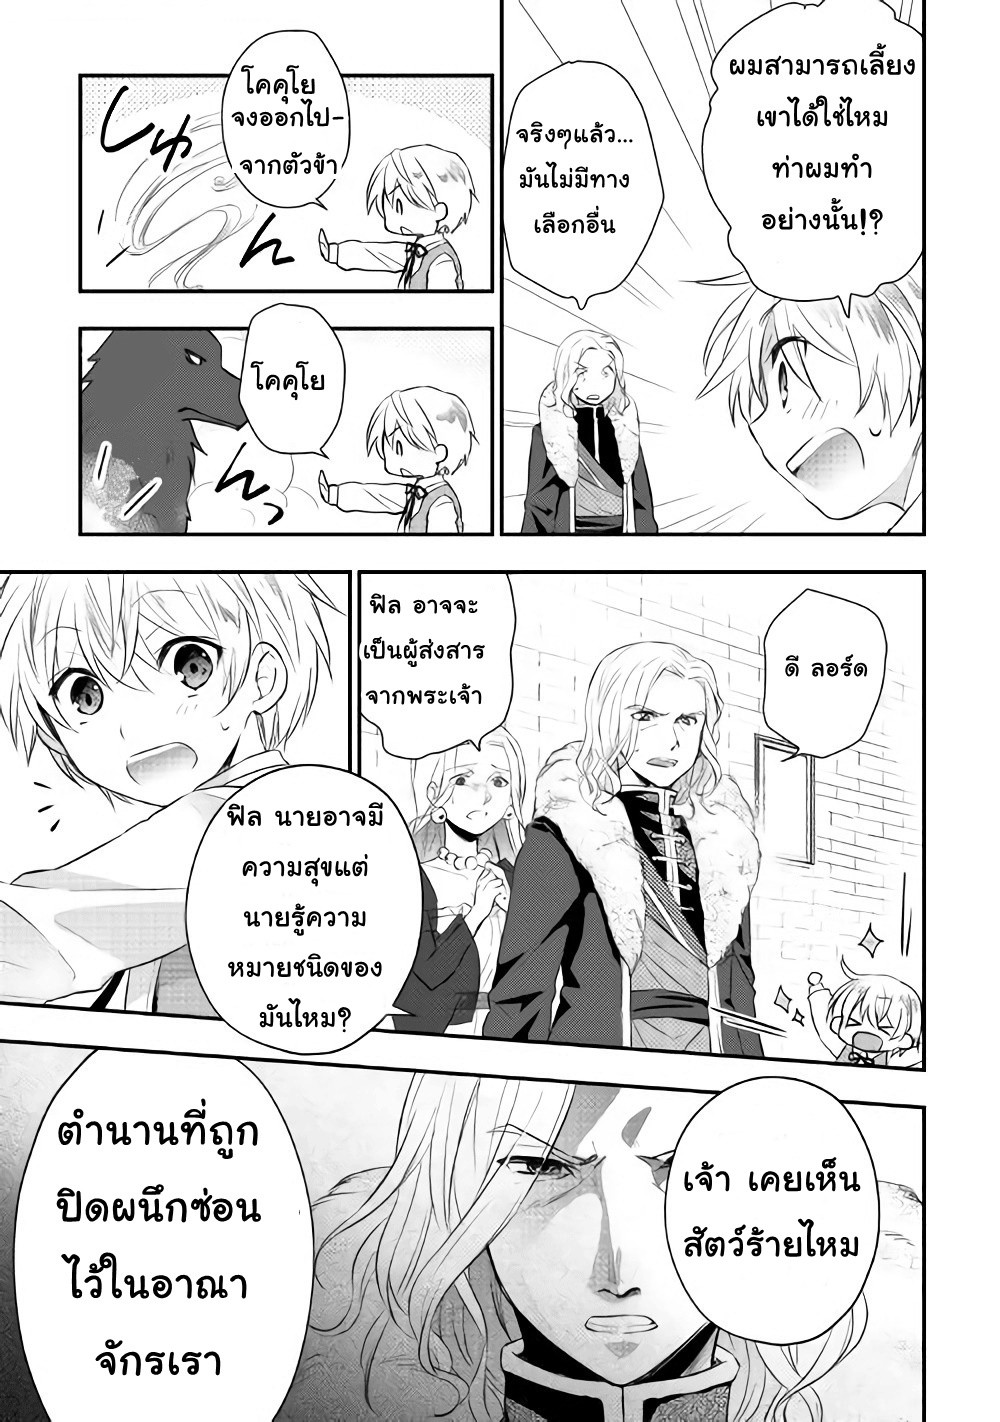 ผมสามารถเลี้ยง
เขาได้ใช่ไหม
ท่าผมทำ
อย่างนั้น!?
จริงๆแล้ว...
มันไม่มีทาง
เลือกอื่น
โคคุโย
จงออกไป-
จากตัวข้า
しゅ
ん
โคคุโย
ん
ดี ลอร์ด
ฟิล อาจจะ
เป็นผู้ส่งสาร
จากพระเจ้า
ฟิล นายอาจมี
ความสุขแต่
นายรู้ความ
หมายชนิดของ
มันไหม?
เจ้า เคยเห็น
สัตว์ร้ายไหม
ตำนานที่ถูก
ปิดผนึกซ่อน
ไว้ในอาณา
จักรเรา